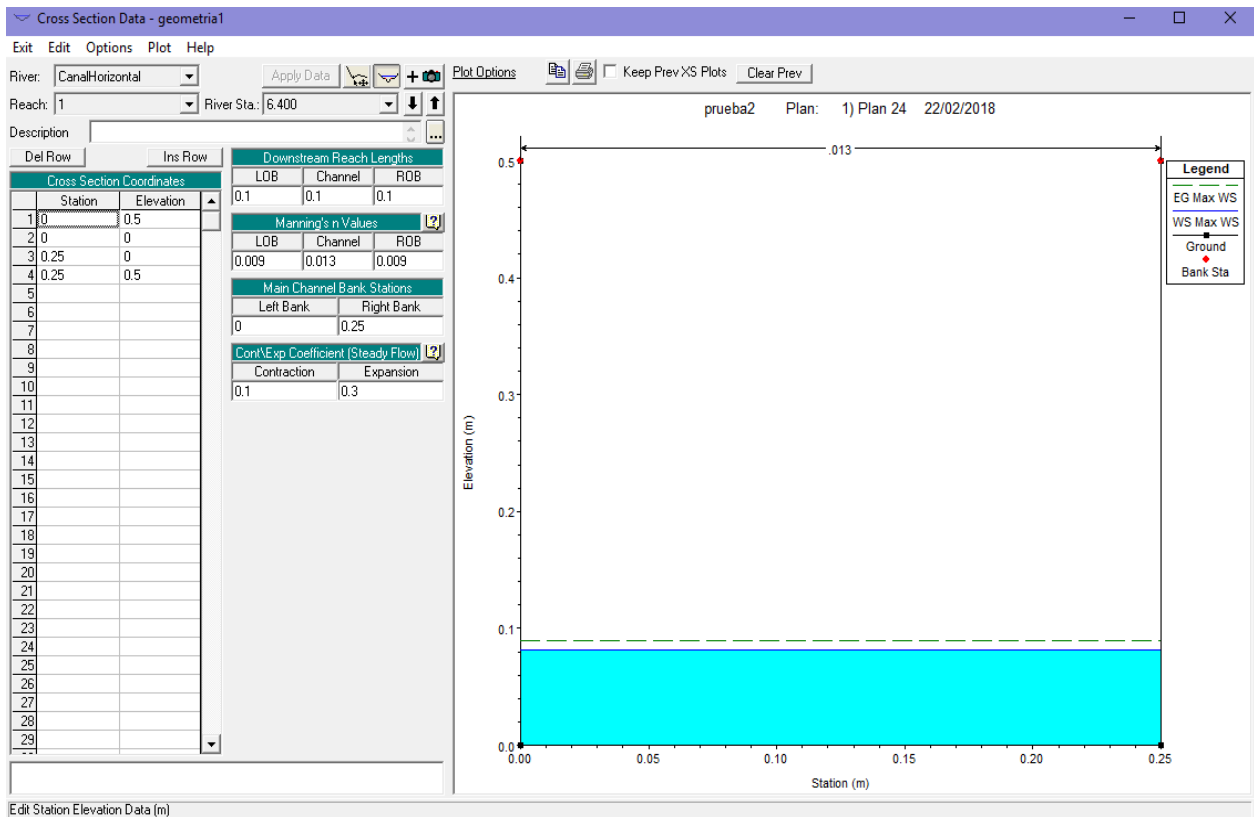 Cross Section Data - geometria1
Exit Edit Options Plot Help
River: CanalHorizontal Apply Data + Plot Options Keep Prev XS Plots Clear Prev
Reach: 1 River Sta.: 6.400
Description ...
Del Row Ins Row
Cross Section Coordinates
Station Elevation
1 0 0.5
2 0 0
3 0.25 0
4 0.25 0.5
5
6
7
8
9
10
11
12
13
14
15
16
17
18
19
20
21
22
23
24
25
26
27
28
29
Downstream Reach Lengths
LOB Channel ROB
0.1 0.1 0.1
Manning's n Values
LOB Channel ROB
0.009 0.013 0.009
Main Channel Bank Stations
Left Bank Right Bank
0 0.25
Cont\Exp Coefficient (Steady Flow)
Contraction Expansion
0.1 0.3
prueba2 Plan: 1) Plan 24 22/02/2018
.013
0.5
0.4
0.3
0.2
0.1
0.0
Elevation (m)
0.00 0.05 0.10 0.15 0.20 0.25
Station (m)
Legend
EG Max WS
WS Max WS
Ground
Bank Sta
Edit Station Elevation Data (m)